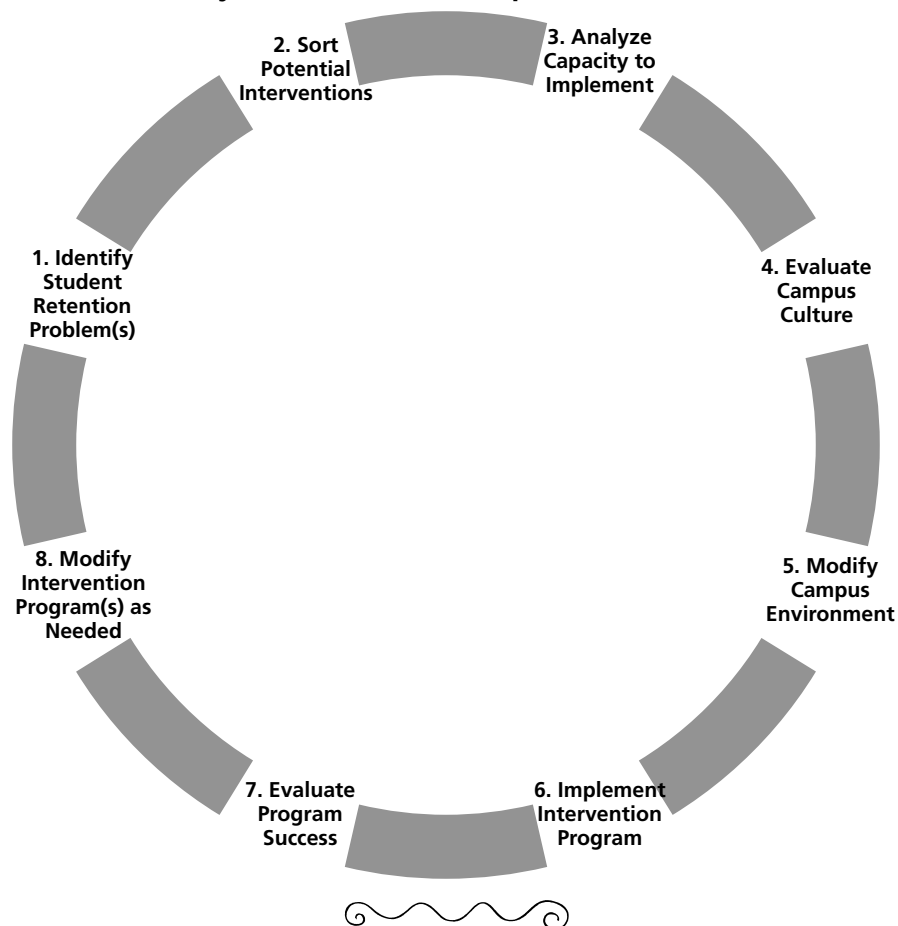 1. Identify
Student
Retention
Problem(s)
2. Sort
Potential
Interventions
3. Analyze
Capacity to
Implement
4. Evaluate
Campus
Culture
5. Modify
Campus
Environment
6. Implement
Intervention
Program
7. Evaluate
Program
Success
8. Modify
Intervention
Program(s) as
Needed